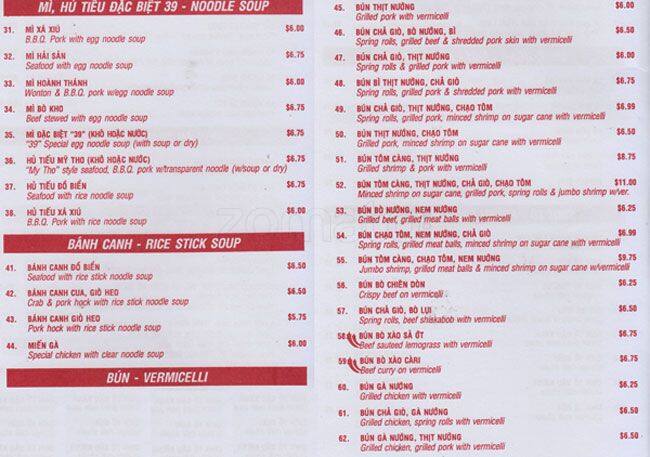 MÌ, HỦ TIẾU ĐẶC BIỆT 39 - NOODLE SOUP
31. MÌ XÁ XIÚ $6.00
B.B.Q. Pork with egg noodle soup
32. MÌ HẢI SẢN $6.75
Seafood with egg noodle soup
33. MÌ HOÀNH THÁNH $6.00
Wonton & B.B.Q. pork w/egg noodle soup
34. MÌ BÒ KHO $6.75
Beef stewed with egg noodle soup
35. MÌ ĐẶC BIỆT "39" (KHÔ HOẶC NƯỚC) $6.75
"39" Special egg noodle soup (with soup or dry)
36. HỦ TIẾU MỸ THO (KHÔ HOẶC NƯỚC) $6.75
"My Tho" style seafood, B.B.Q. pork w/transparent noodle (w/soup or dry)
37. HỦ TIẾU ĐỒ BIỂN $6.75
Seafood with rice noodle soup
38. HỦ TIẾU XÁ XIÚ $6.00
B.B.Q. Pork with rice noodle soup
BÁNH CANH - RICE STICK SOUP
41. BÁNH CANH ĐỒ BIỂN $6.50
Seafood with rice stick noodle soup
42. BÁNH CANH CUA, GIÒ HEO $6.50
Crab & pork hock with rice stick noodle soup
43. BÁNH CANH GIÒ HEO $5.75
Pork hock with rice stick noodle soup
44. MIẾN GÀ $6.00
Special chicken with clear noodle soup
BÚN - VERMICELLI
45. BÚN THỊT NƯỚNG $6.00
Grilled pork with vermicelli
46. BÚN CHẢ GIÒ, BÒ NƯỚNG, BÌ $6.50
Spring rolls, grilled beef & shredded pork skin with vermicelli
47. BÚN CHẢ GIÒ, THỊT NƯỚNG $6.00
Spring rolls & grilled pork with vermicelli
48. BÚN BÌ THỊT NƯỚNG, CHẢ GIÒ $6.75
Spring rolls, grilled pork & shredded pork with vermicelli
49. BÚN CHẢ GIÒ, THỊT NƯỚNG, CHẠO TÔM $6.99
Spring rolls, grilled pork, minced shrimp on sugar cane with vermicelli
50. BÚN THỊT NƯỚNG, CHẠO TÔM $6.50
Grilled pork, minced shrimp on sugar cane with vermicelli
51. BÚN TÔM CÀNG, THỊT NƯỚNG $8.75
Grilled shrimp & pork with vermicelli
52. BÚN TÔM CÀNG, THỊT NƯỚNG, CHẢ GIÒ, CHẠO TÔM $11.00
Minced shrimp on sugar cane, grilled pork, spring rolls & jumbo shrimp w/ver.
53. BÚN BÒ NƯỚNG, NEM NƯỚNG $6.25
Grilled beef, grilled meat balls with vermicelli
54. BÚN CHẠO TÔM, NEM NƯỚNG, CHẢ GIÒ $6.99
Spring rolls, grilled meat balls, minced shrimp on sugar cane with vermicelli
55. BÚN TÔM CÀNG, CHẠO TÔM, NEM NƯỚNG $9.75
Jumbo shrimp, grilled meat balls & minced shrimp on sugar cane w/vermicelli
56. BÚN BÒ CHIÊN DÒN $6.25
Crispy beef on vermicelli
57. BÚN CHẢ GIÒ, BÒ LỤI $6.50
Spring rolls, beef shiskabob with vermicelli
58. BÚN BÒ XÀO SẢ ỚT $6.75
Beef sauteed lemograss with vermicelli
59. BÚN BÒ XÀO CÀRI $6.75
Beef curry on vermicelli
60. BÚN GÀ NƯỚNG $6.25
Grilled chicken with vermicelli
61. BÚN CHẢ GIÒ, GÀ NƯỚNG $6.50
Grilled chicken, spring rolls with vermicelli
62. BÚN GÀ NƯỚNG, THỊT NƯỚNG $6.50
Grilled chicken, grilled pork with vermicelli